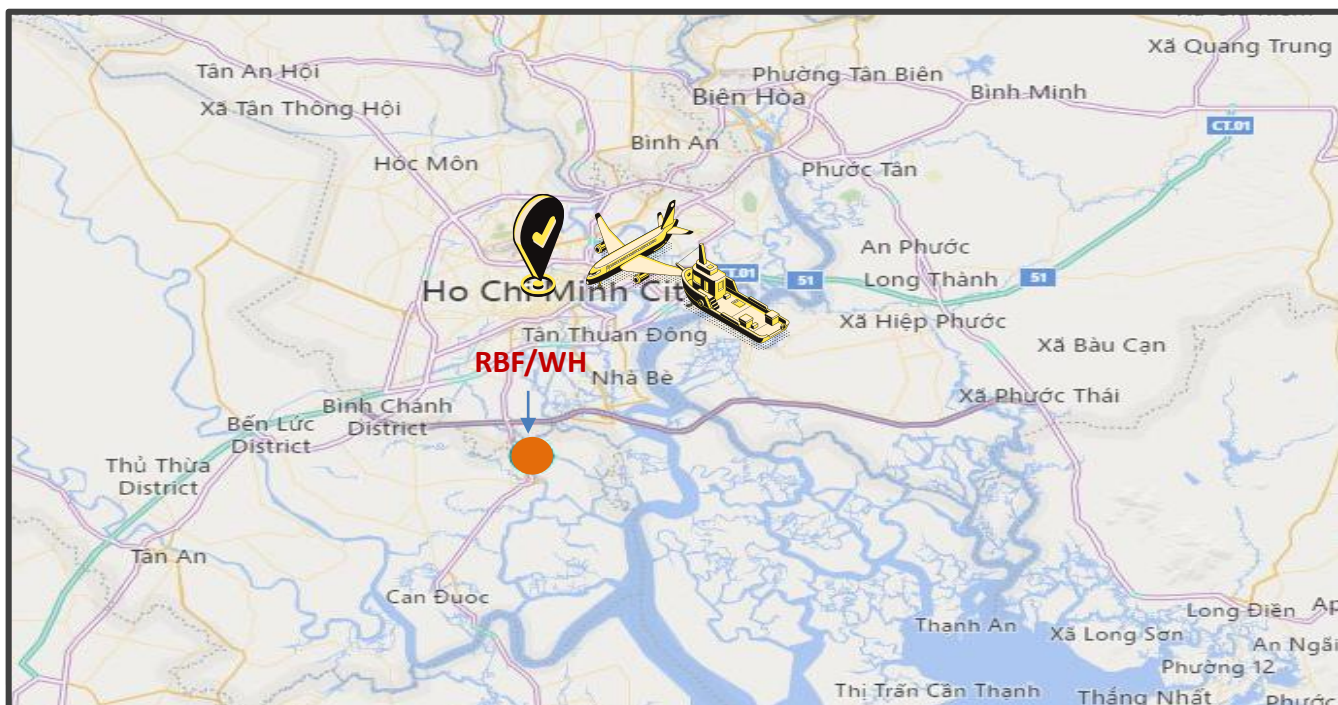 Xã Quang Trung
Tân An Hội
Phường Tân Biên
Biên Hòa
Bình Minh
Xã Tân Thông Hội
CT.01
Bình An
Hóc Môn
Phước Tân
An Phước
CT.01
51
Long Thành
51
Ho Chi Minh City
Xã Hiệp Phước
Tân Thuan Đông
Xã Bàu Cạn
RBF/WH
Nhà Bè
Xã Phước Thái
Bình Chánh
District
Bến Lức
District
Thủ Thừa
District
Tân An
Can Đuoc
Long Điền
Ap
Thạnh An
Xã Long Sơn
An Ngãi
Phường 12
Thị Trấn Cần Thạnh
Thắng Nhất
Phước